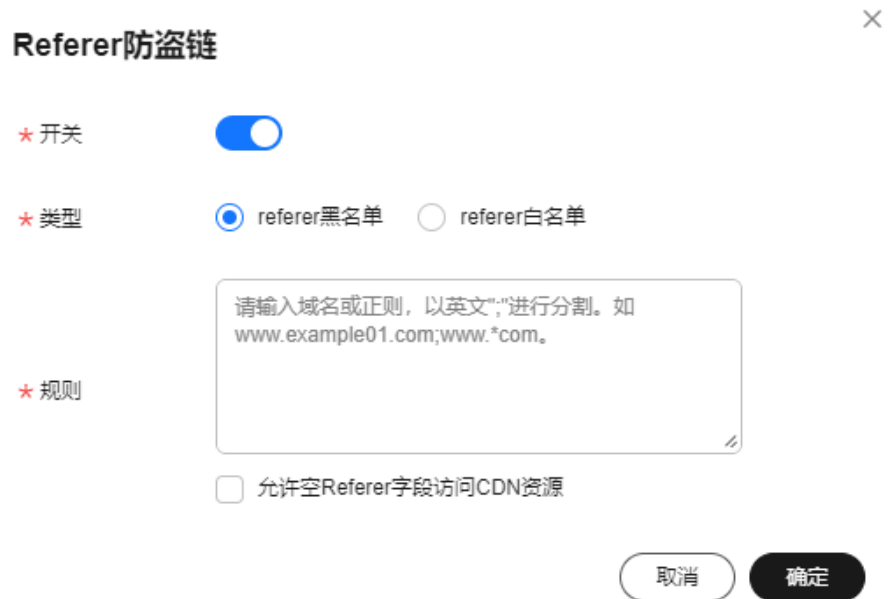 Referer防盗链
* 开关
* 类型
referer黑名单 referer白名单
请输入域名或正则，以英文";"进行分割。如
www.example01.com;www.*com。
* 规则
允许空Referer字段访问CDN资源
取消 确定